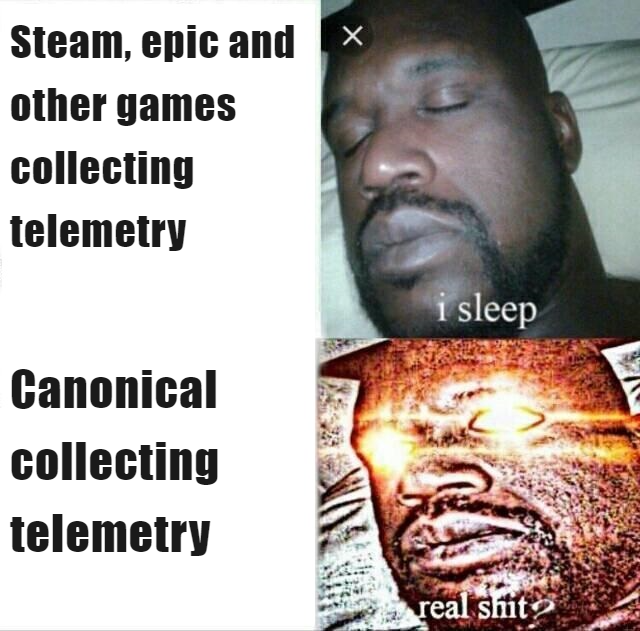 Steam, epic and
other games
collecting
telemetry
i sleep
Canonical
collecting
telemetry
real shit?